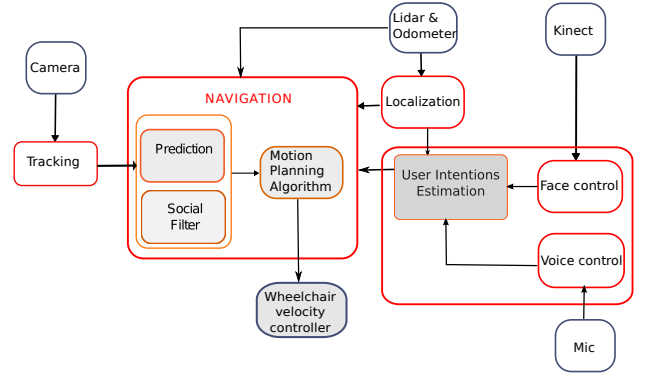 Lidar &
Odometer
Kinect
Camera
NAVIGATION
Localization
Tracking
Prediction
Motion
Planning
Algorithm
Social
Filter
User Intentions
Estimation
Face control
Voice control
Wheelchair
velocity
controller
Mic